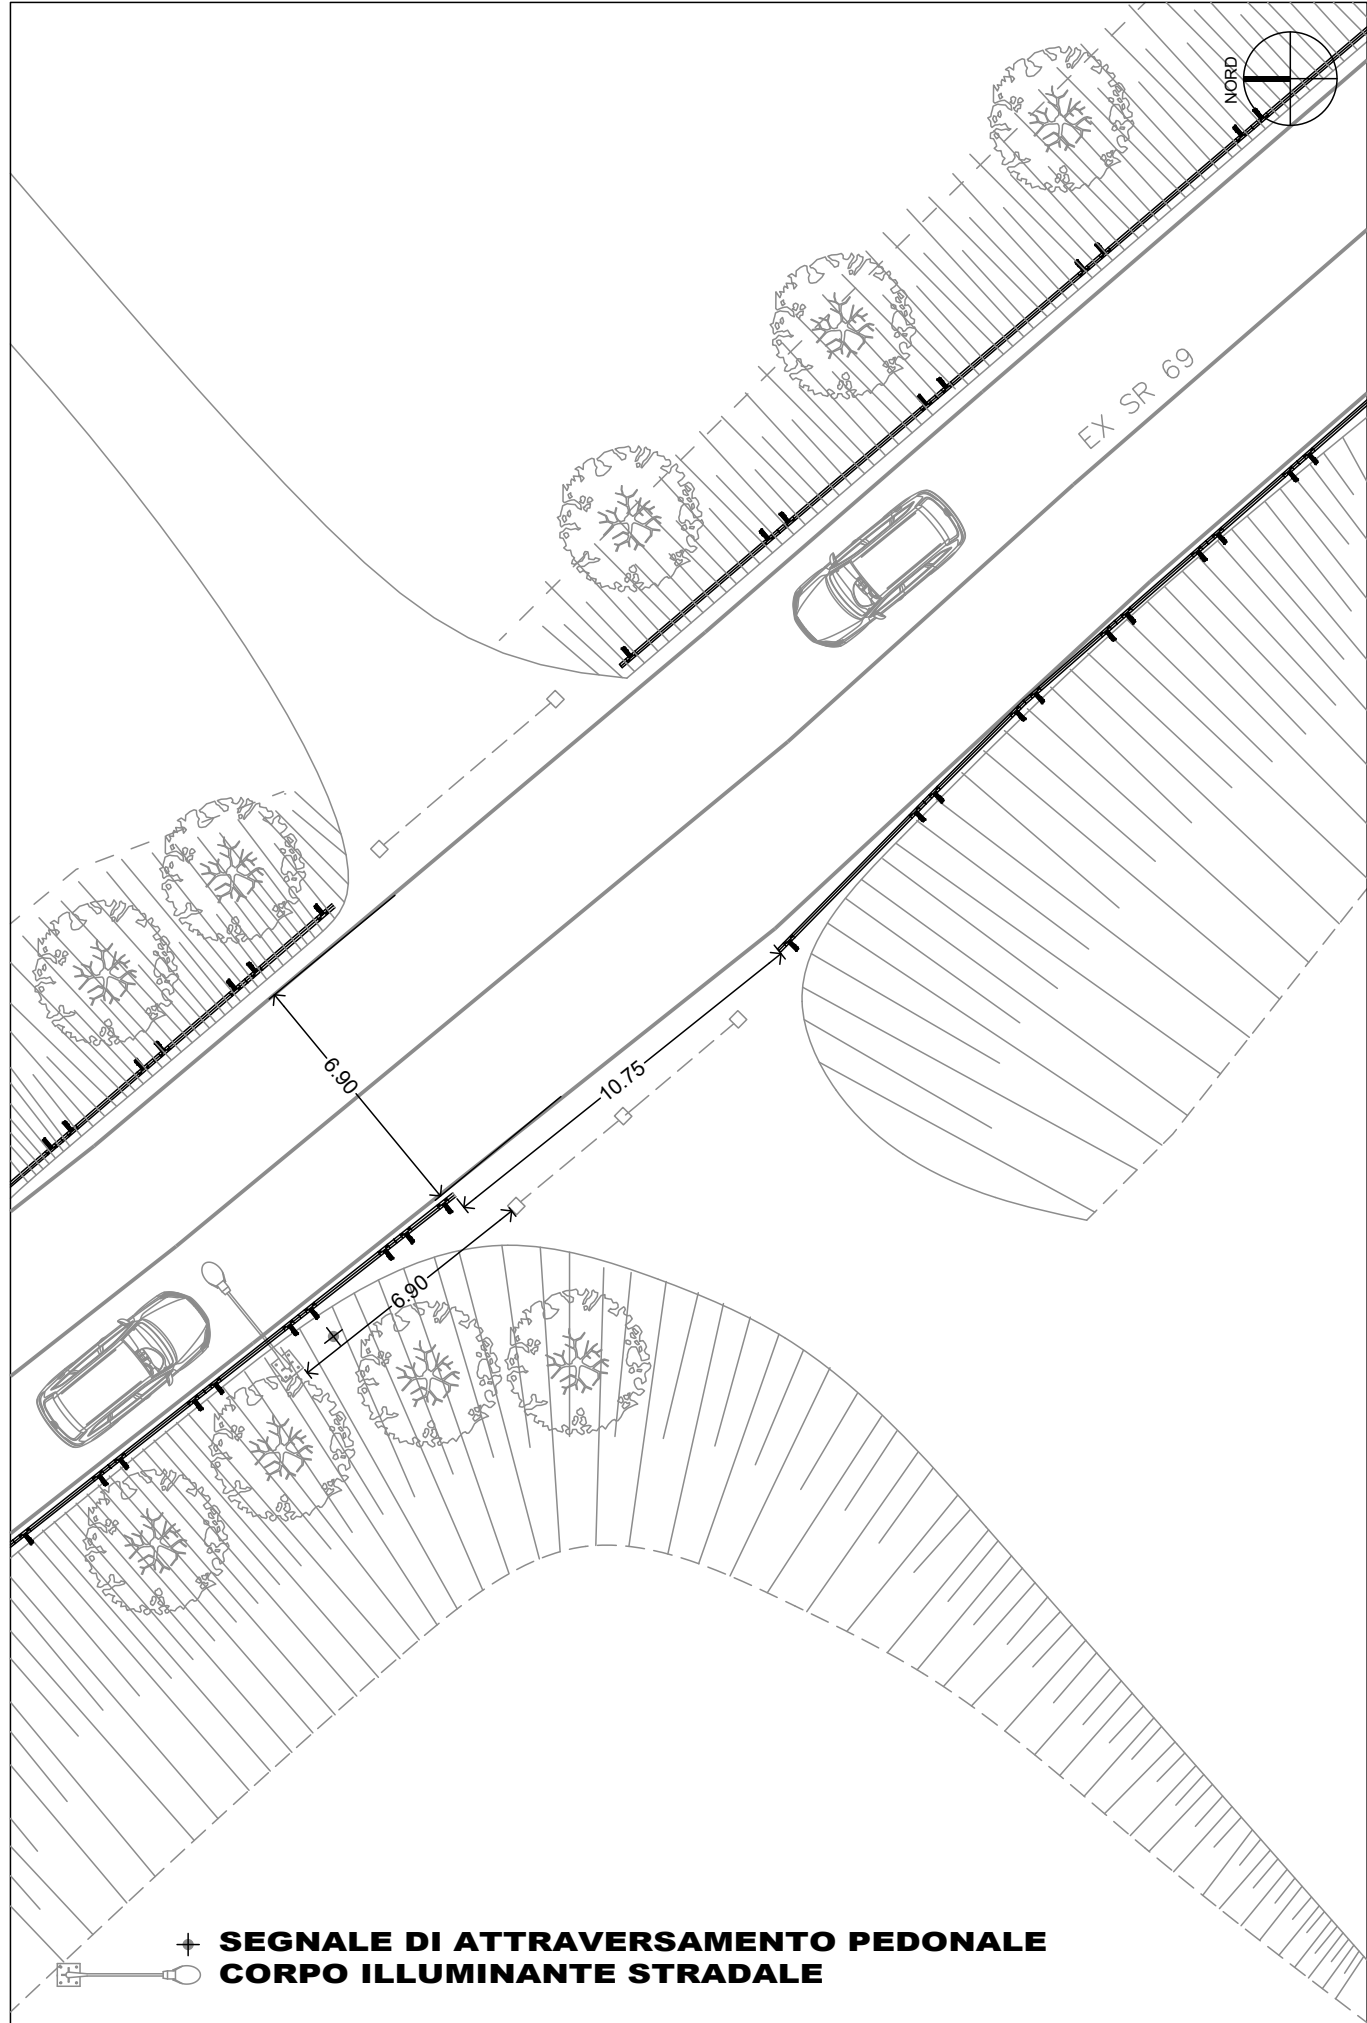 NORD
EX SR 69
6.90
10.75
6.90
SEGNALE DI ATTRAVERSAMENTO PEDONALE
CORPO ILLUMINANTE STRADALE